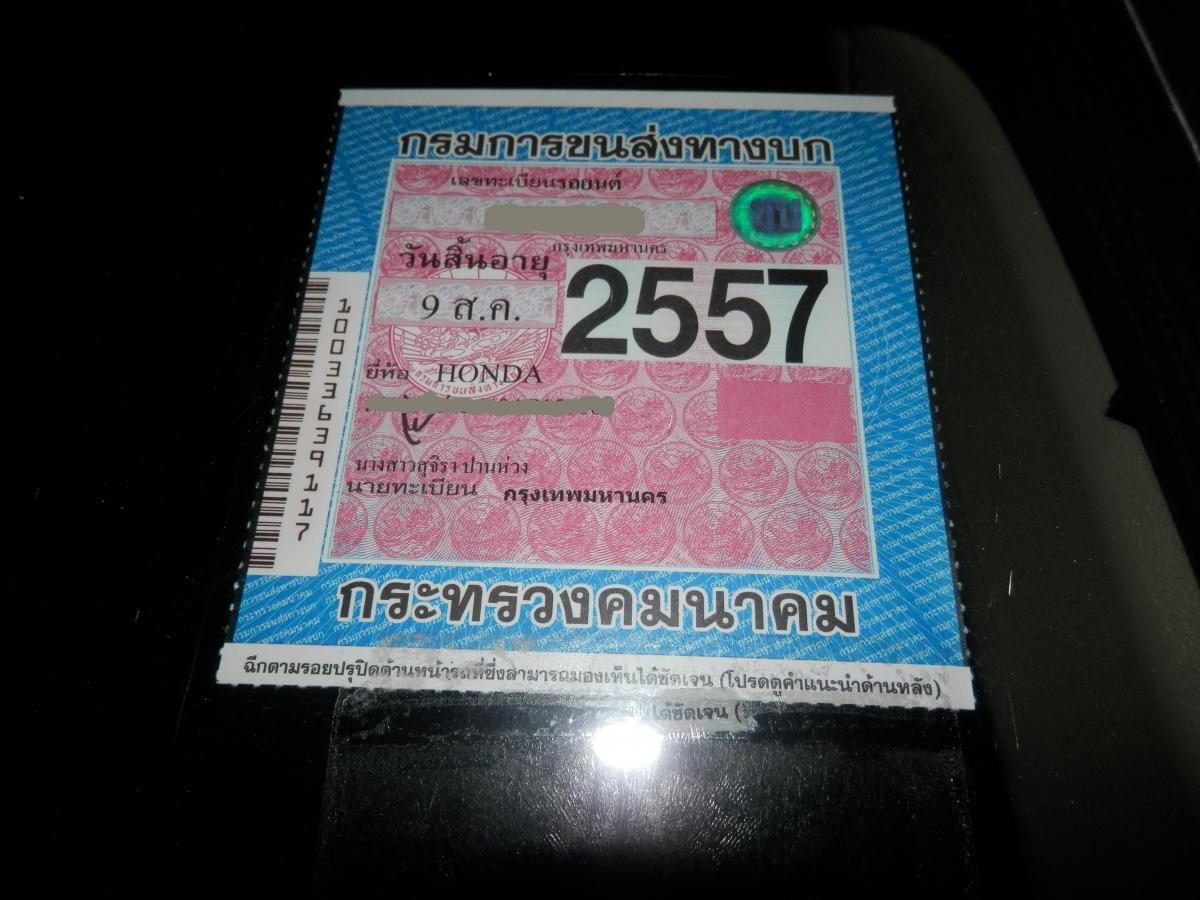 กรมการขนส่งทางบก
เลขทะเบียนรถยนต์
กรุงเทพมหานคร
วันสิ้นอายุ
9 ส.ค.
2557
ยี่ห้อ HONDA
นางสาวสุจิรา ปานห่วง
นายทะเบียน กรุงเทพมหานคร
10033639117
กระทรวงคมนาคม
ฉีกตามรอยปรุปิดด้านหน้ารถที่ซึ่งสามารถมองเห็นได้ชัดเจน (โปรดดูคำแนะนำด้านหลัง)
ได้ชัดเจน (